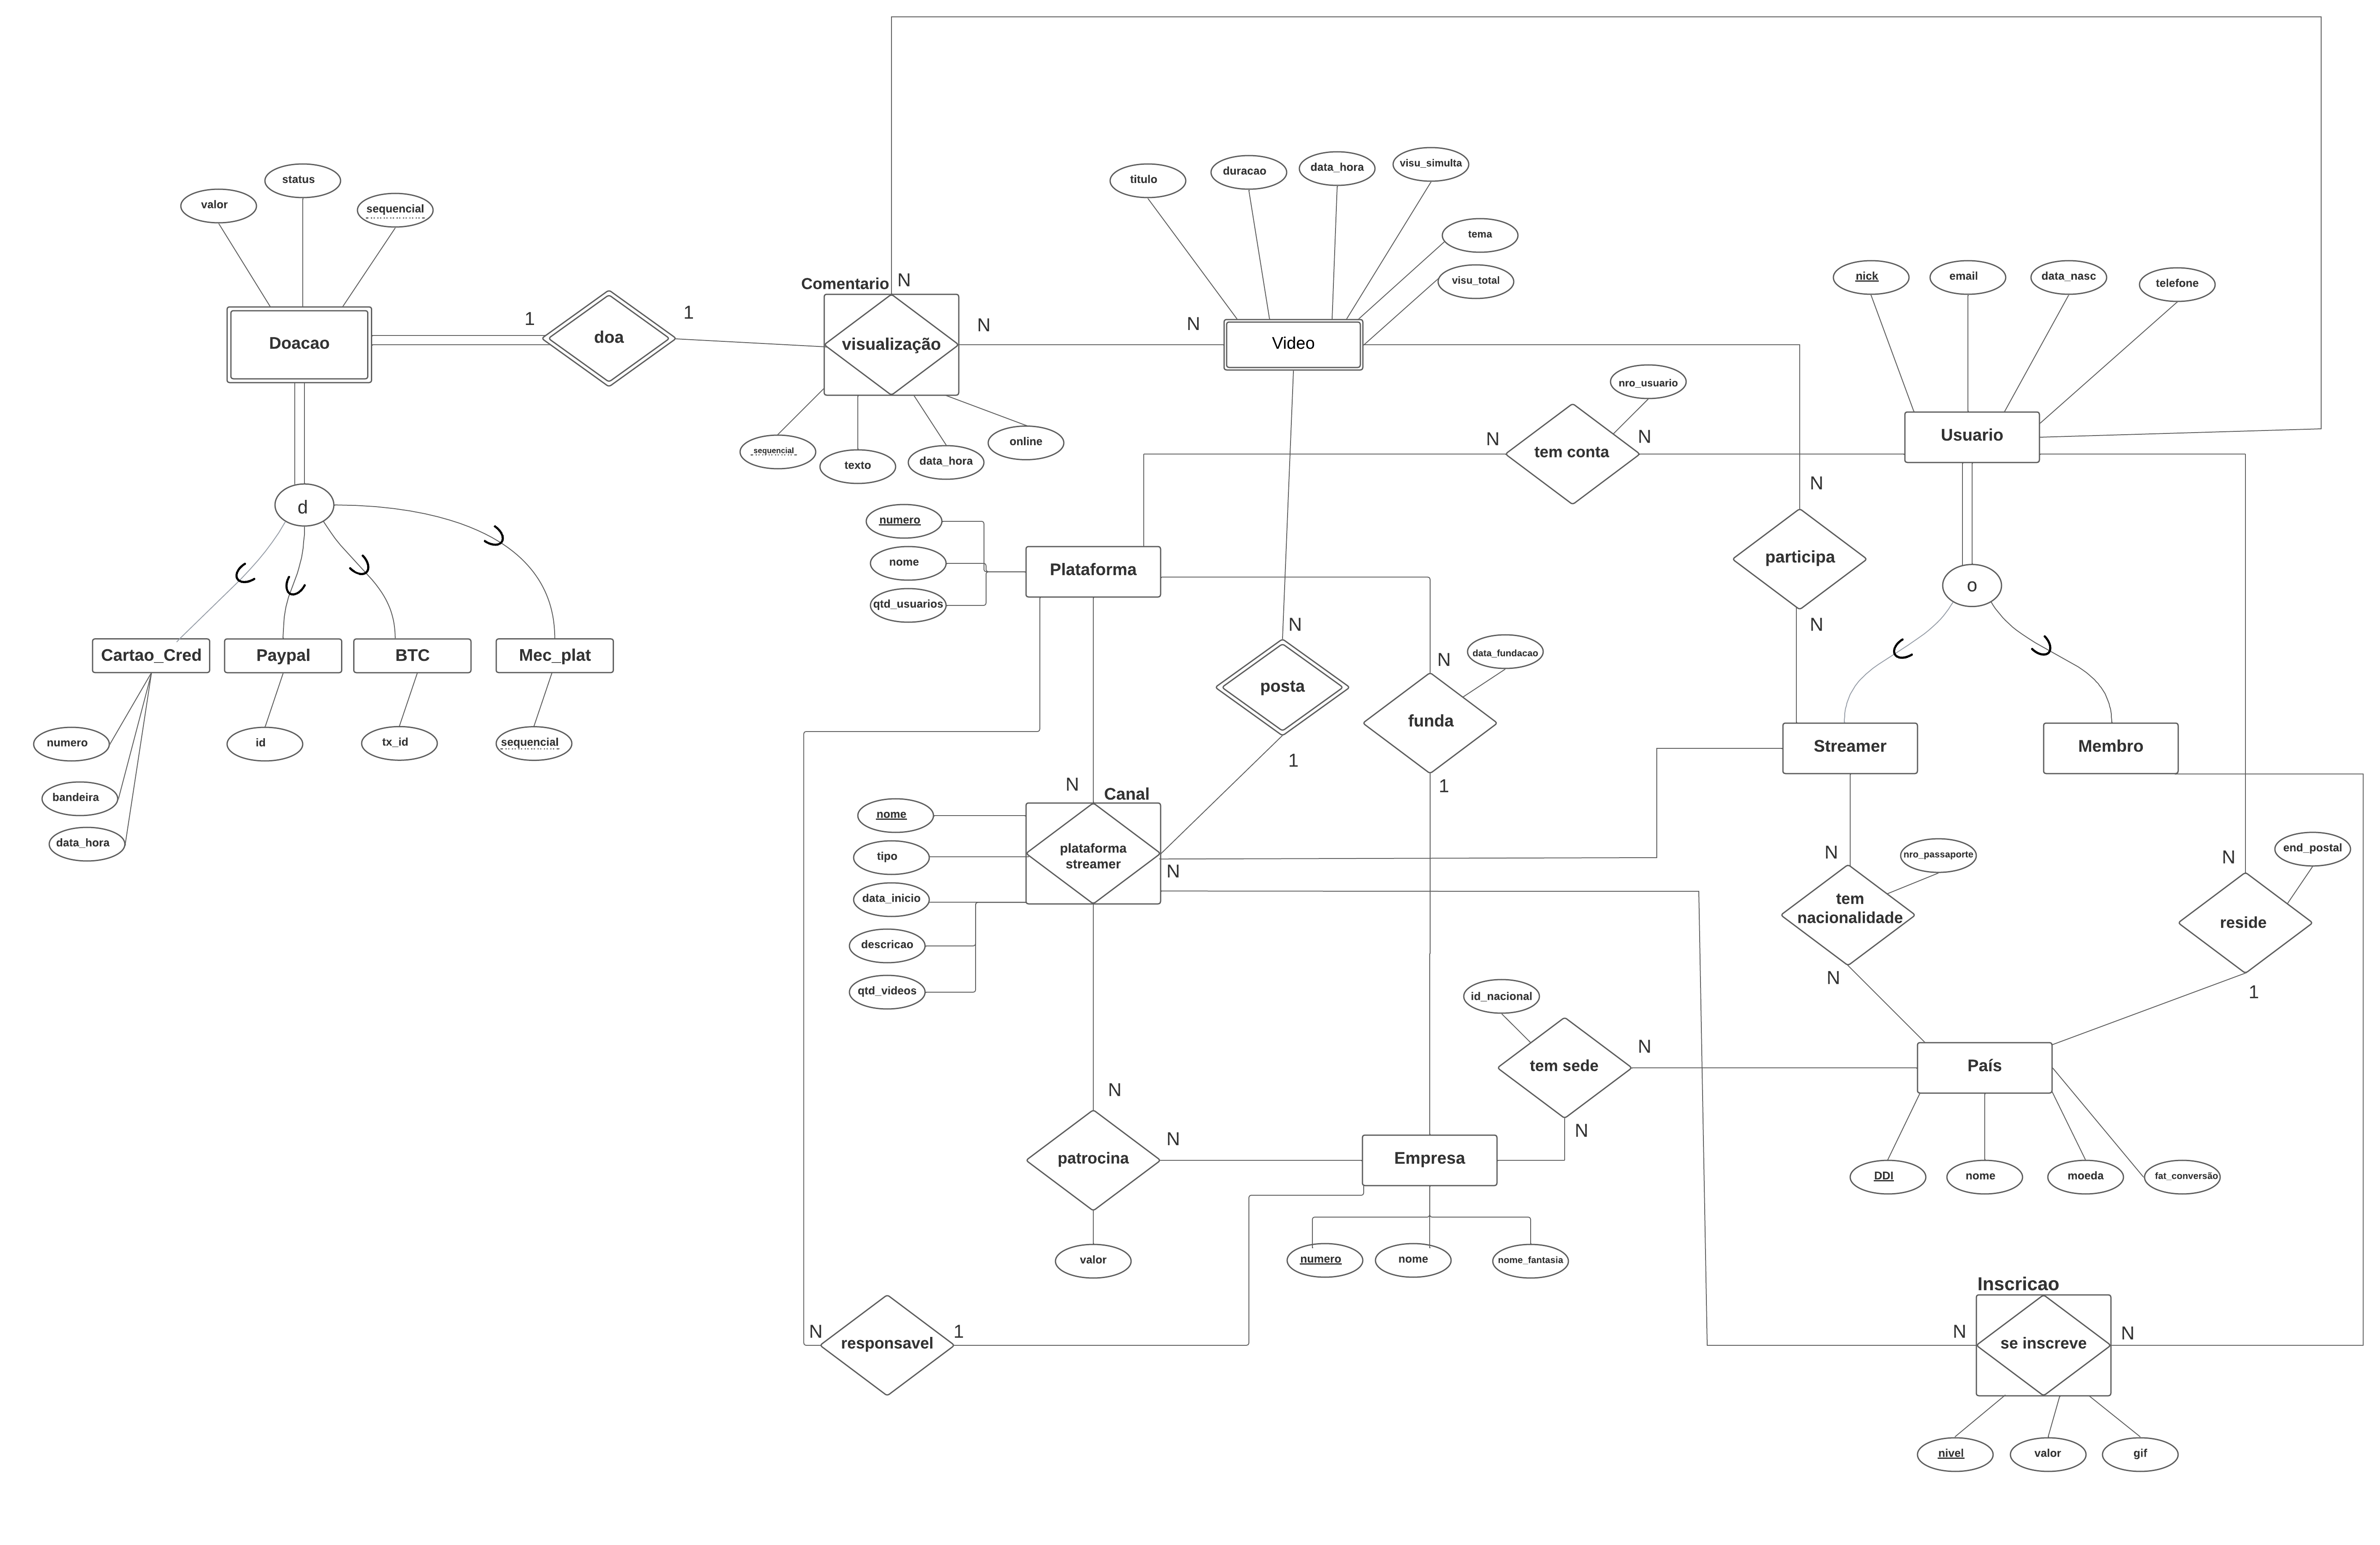 Comentario
N
titulo
duracao
data_hora
visu_simulta
tema
visu_total
valor
status
sequencial
nick
email
data_nasc
telefone
Doacao
1
doa
1
visualização
N
N
Video
sequencial
texto
data_hora
online
N
tem conta
N
nro_usuario
Usuario
d
numero
nome
qtd_usuarios
Plataforma
N
participa
N
o
Cartao_Cred
Paypal
BTC
Mec_plat
numero
bandeira
data_hora
id
tx_id
sequencial
N
posta
1
N
data_fundacao
funda
1
Streamer
Membro
N
Canal
nome
tipo
data_inicio
descricao
qtd_videos
plataforma
streamer
N
N
nro_passaporte
tem
nacionalidade
N
N
end_postal
reside
1
id_nacional
tem sede
N
N
País
DDI
nome
moeda
fat_conversão
N
patrocina
N
valor
Empresa
numero
nome
nome_fantasia
N
responsavel
1
Inscricao
N
se inscreve
N
nivel
valor
gif